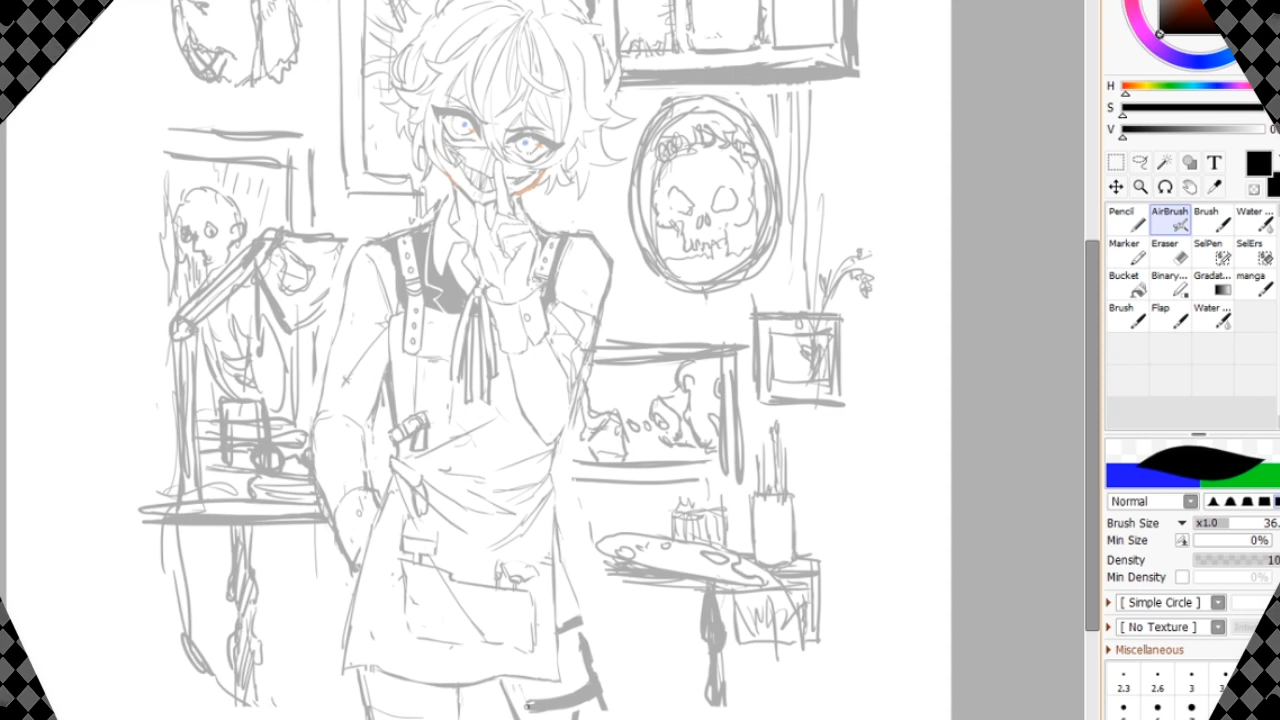 H
S
V 0
T
Pencil AirBrush Brush Water ...
Marker Eraser SelPen SelErs
Bucket Binary... Gradat... manga
Brush Flap Water ...
Normal
Brush Size x1.0 36.
Min Size 0%
Density 10
Min Density 0%
[ Simple Circle ]
[ No Texture ]
Miscellaneous
2.3 2.6 3 3